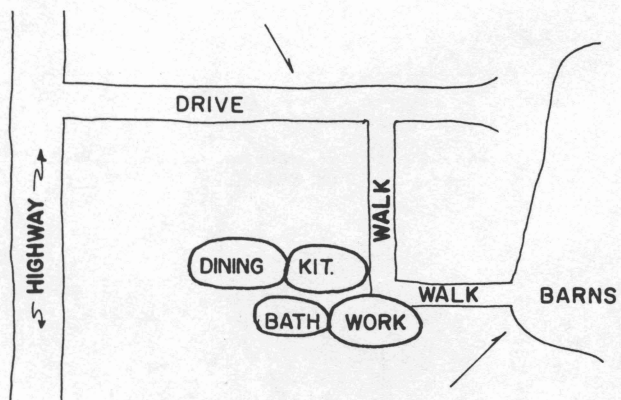 DRIVE
HIGHWAY
WALK
DINING
KIT.
WALK
BARNS
BATH
WORK